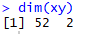 > dim(xy)
[1] 52  2